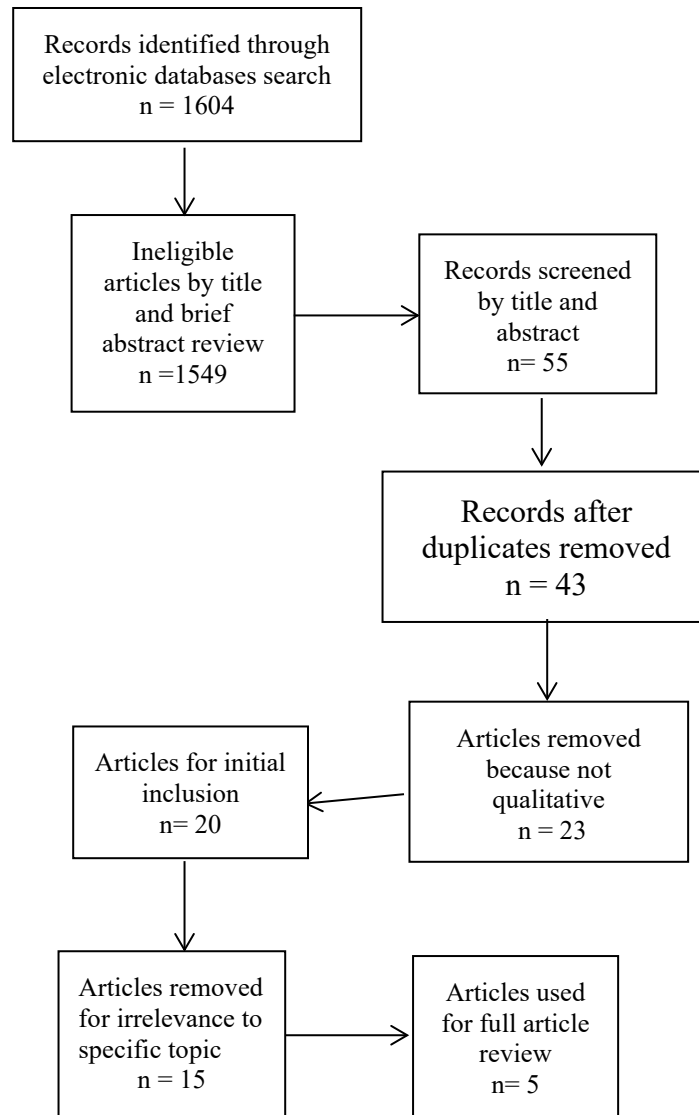 Records identified through
electronic databases search
n = 1604
Ineligible
articles by title
and brief
abstract review
n =1549
Records screened
by title and
abstract
n= 55
Records after
duplicates removed
n = 43
Articles removed
because not
qualitative
n = 23
Articles for initial
inclusion
n= 20
Articles removed
for irrelevance to
specific topic
n = 15
Articles used
for full article
review
n= 5